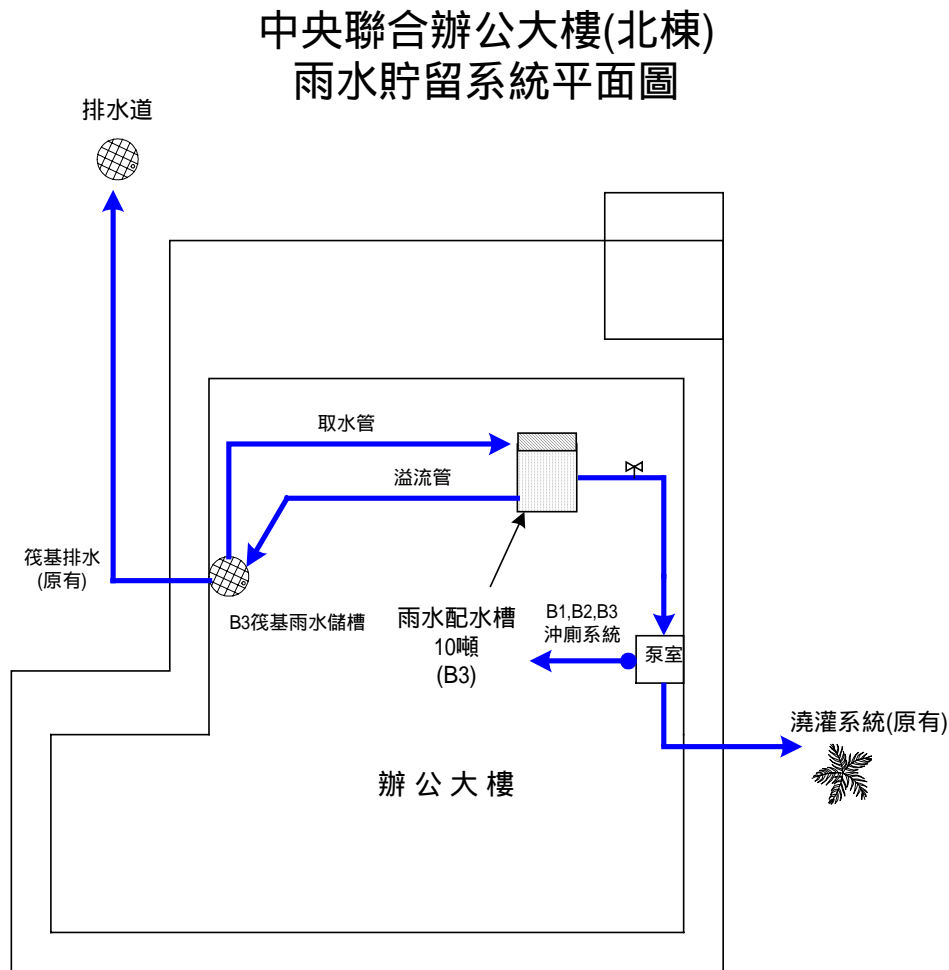 中央聯合辦公大樓(北棟)
雨水貯留系統平面圖
排水道
取水管
溢流管
筏基排水
(原有)
B3筏基雨水儲槽
雨水配水槽
10噸
(B3)
B1,B2,B3
沖廁系統
泵室
澆灌系統(原有)
辦公大樓